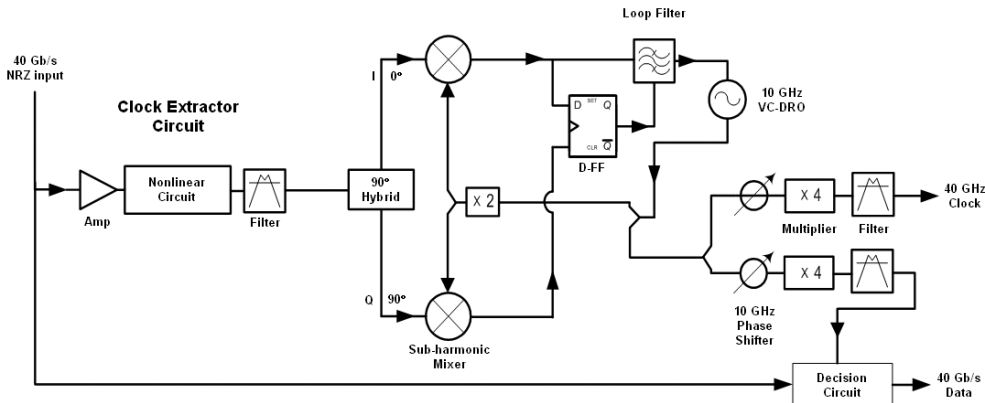 Loop Filter
40 Gb/s
NRZ input
Clock Extractor
Circuit
I 0°
10 GHz
VC-DRO
D SET Q
CLR Q
D-FF
Amp
Nonlinear
Circuit
Filter
90°
Hybrid
X 2
X 4
Multiplier
Filter
40 GHz
Clock
Q 90°
Sub-harmonic
Mixer
X 4
10 GHz
Phase
Shifter
Decision
Circuit
40 Gb/s
Data